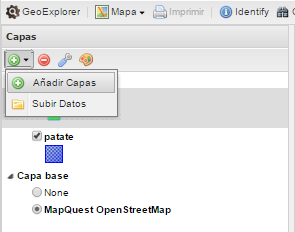 GeoExplorer Mapa Imprimir Identify
Capas
Añadir Capas
Subir Datos
patate
Capa base
None
MapQuest OpenStreetMap